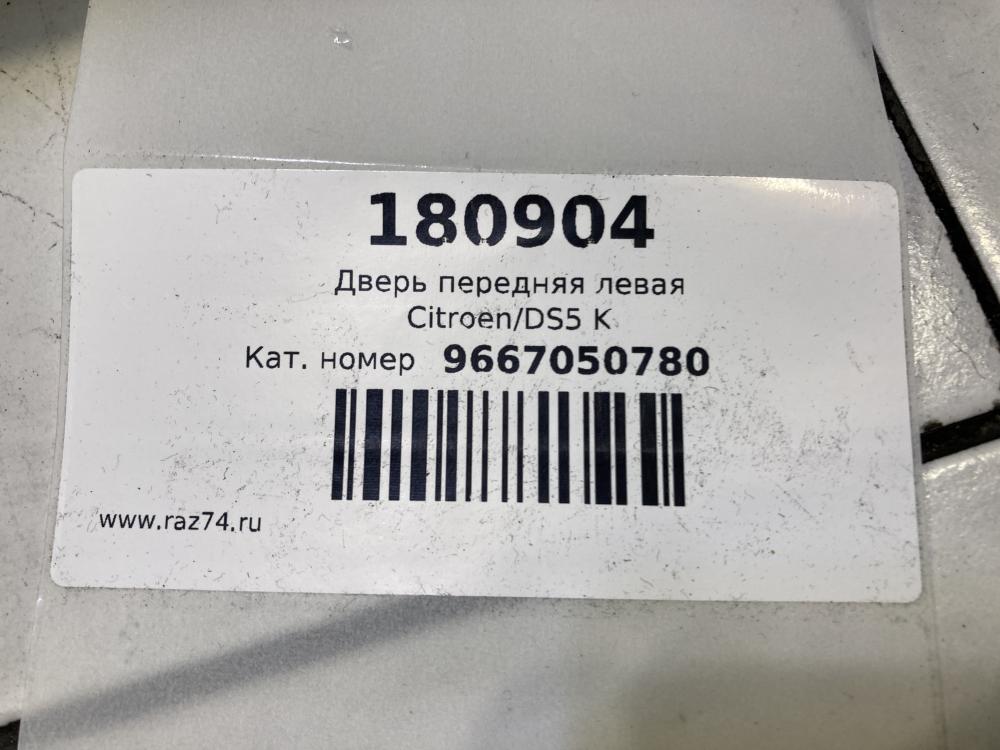 180904
Дверь передняя левая
Citroen/DS5 K
Кат. номер 9667050780
www.raz74.ru